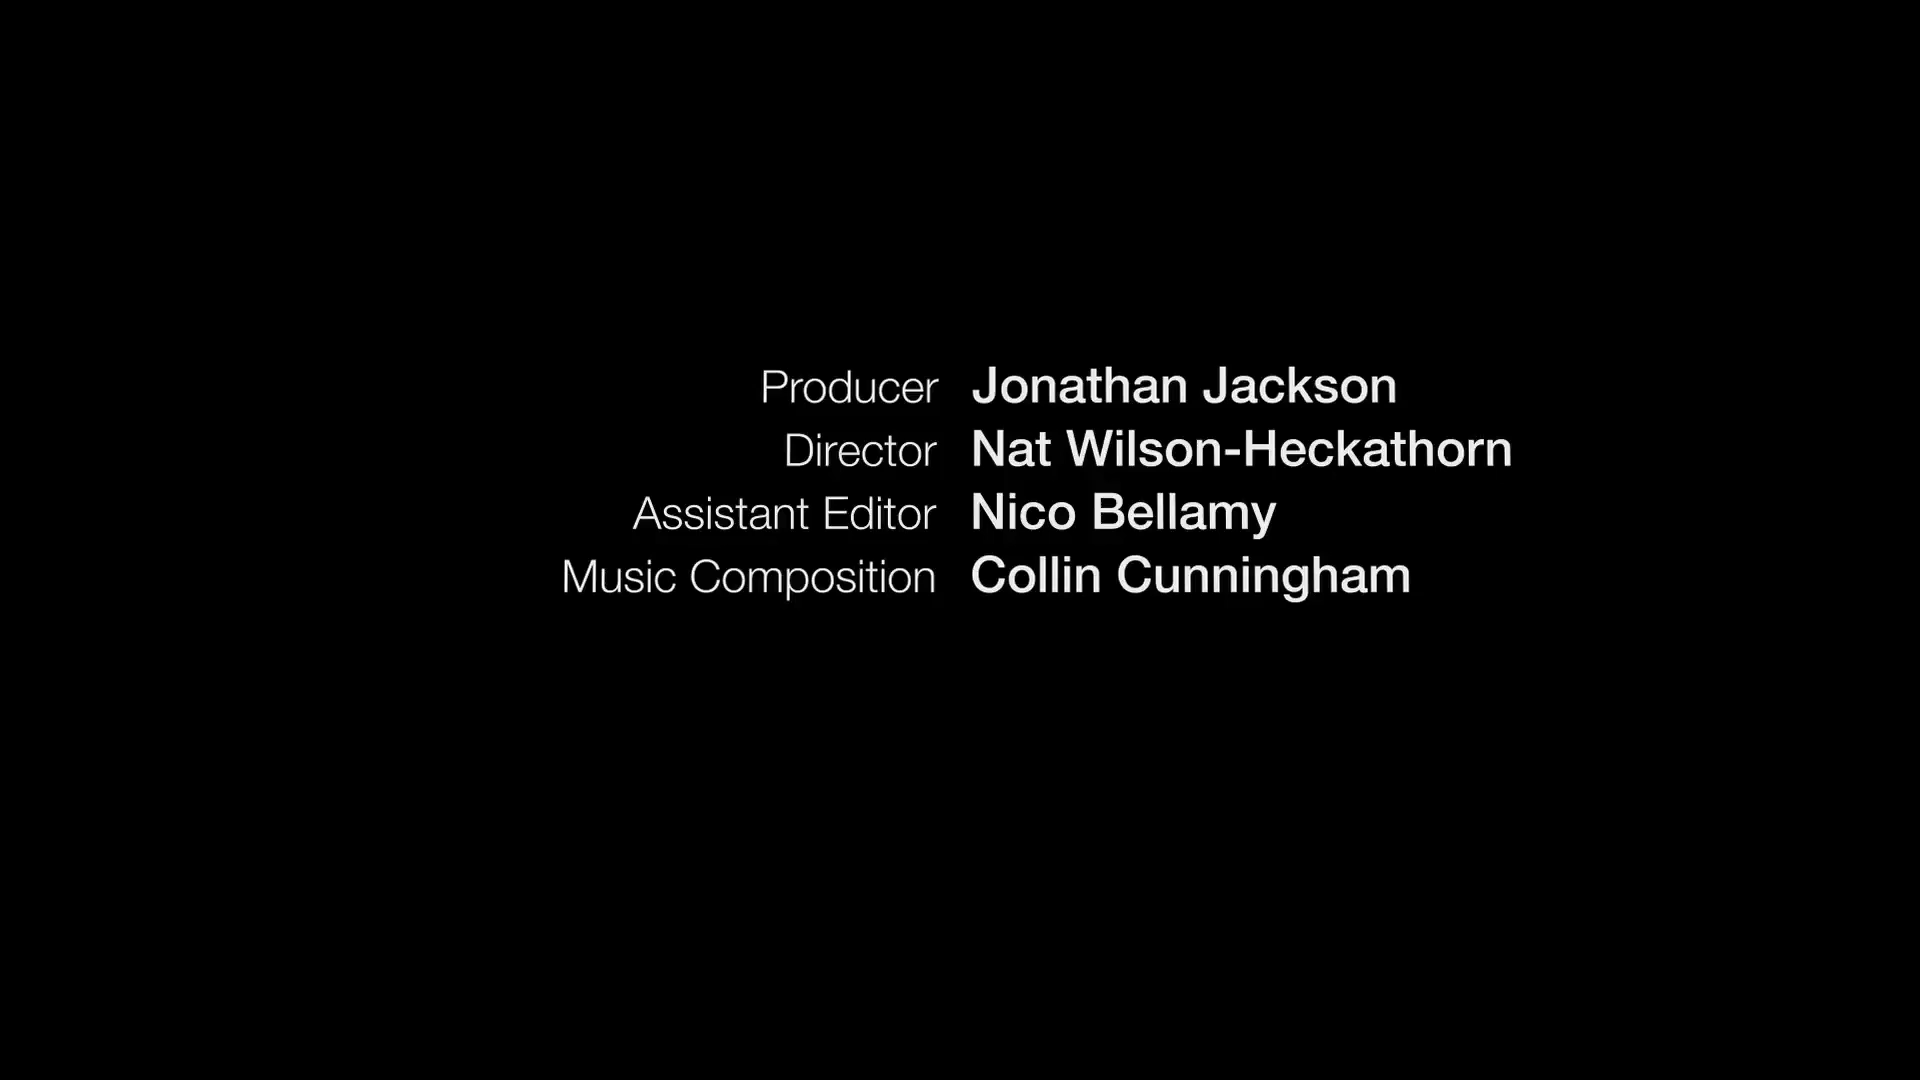 Producer Jonathan Jackson
Director Nat Wilson-Heckathorn
Assistant Editor Nico Bellamy
Music Composition Collin Cunningham